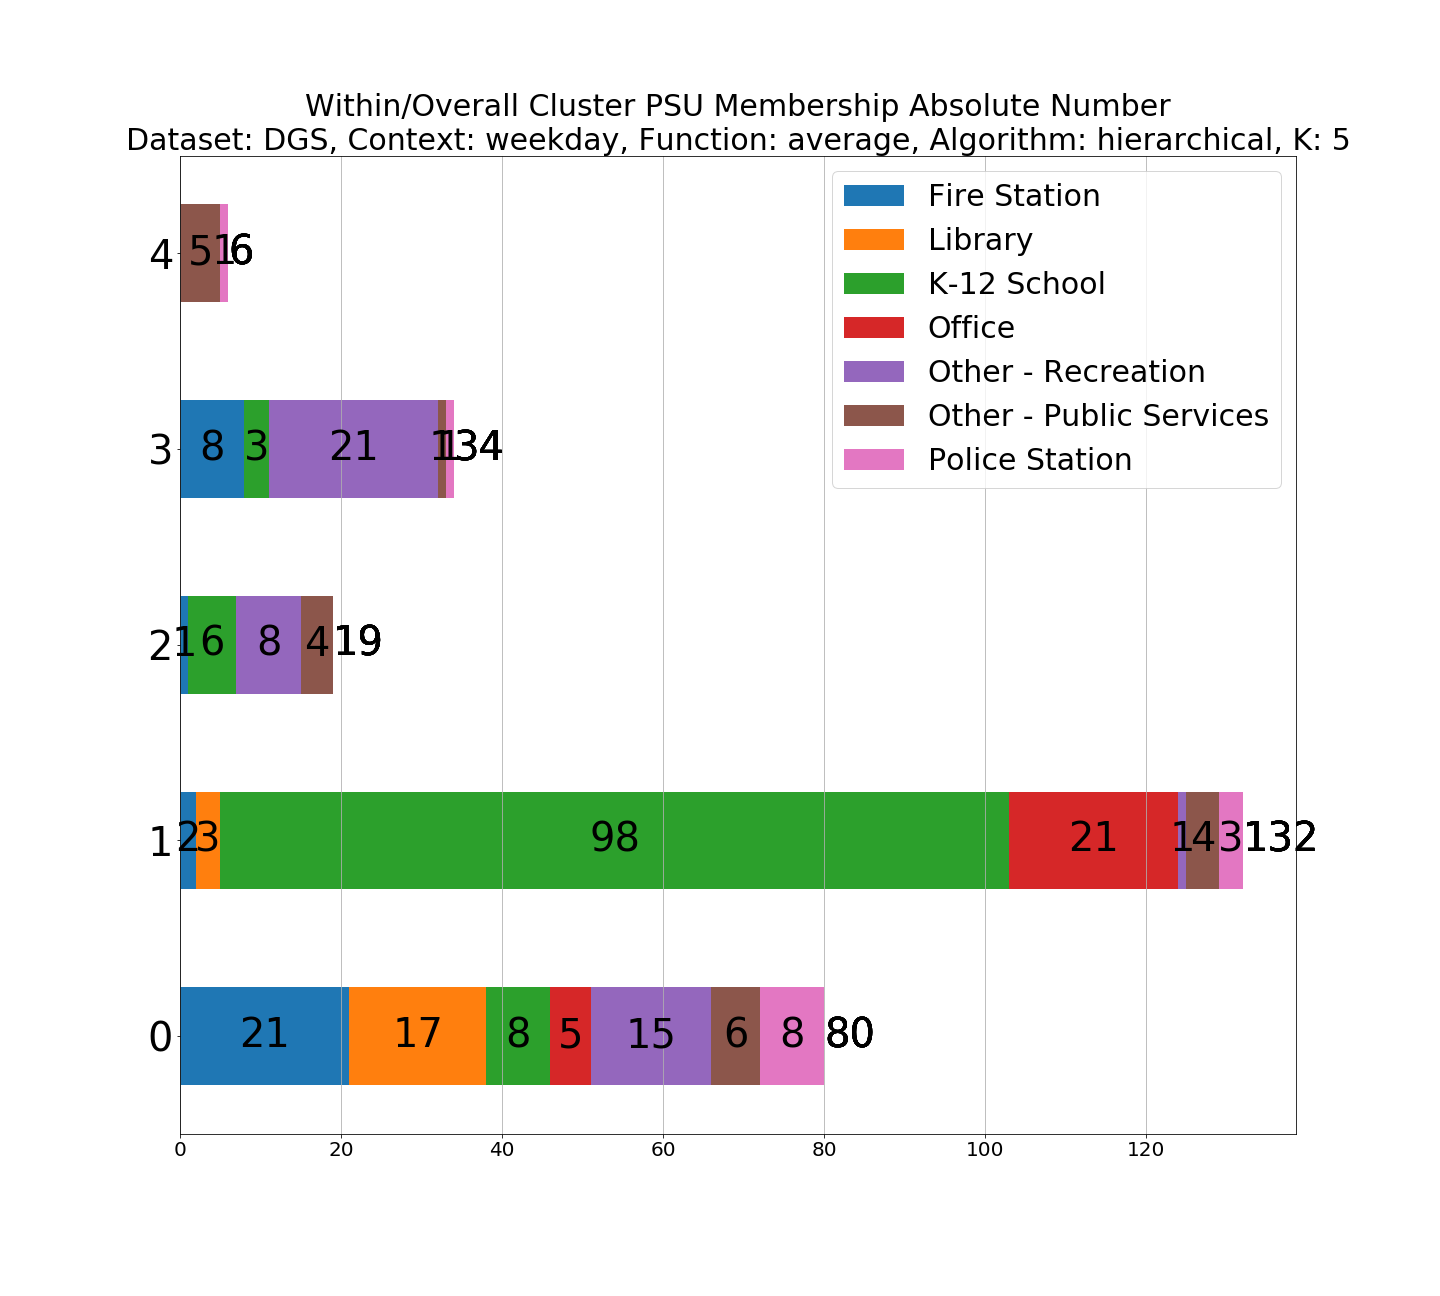 Within/Overall Cluster PSU Membership Absolute Number
Dataset: DGS, Context: weekday, Function: average, Algorithm: hierarchical, K: 5
Fire Station
Library
K-12 School
Office
Other - Recreation
Other - Public Services
Police Station
4 5 1 6
3 8 3 21 1 1 34
2 1 6 8 4 19
1 2 3 98 21 1 4 3 132
0 21 17 8 5 15 6 8 80
0 20 40 60 80 100 120